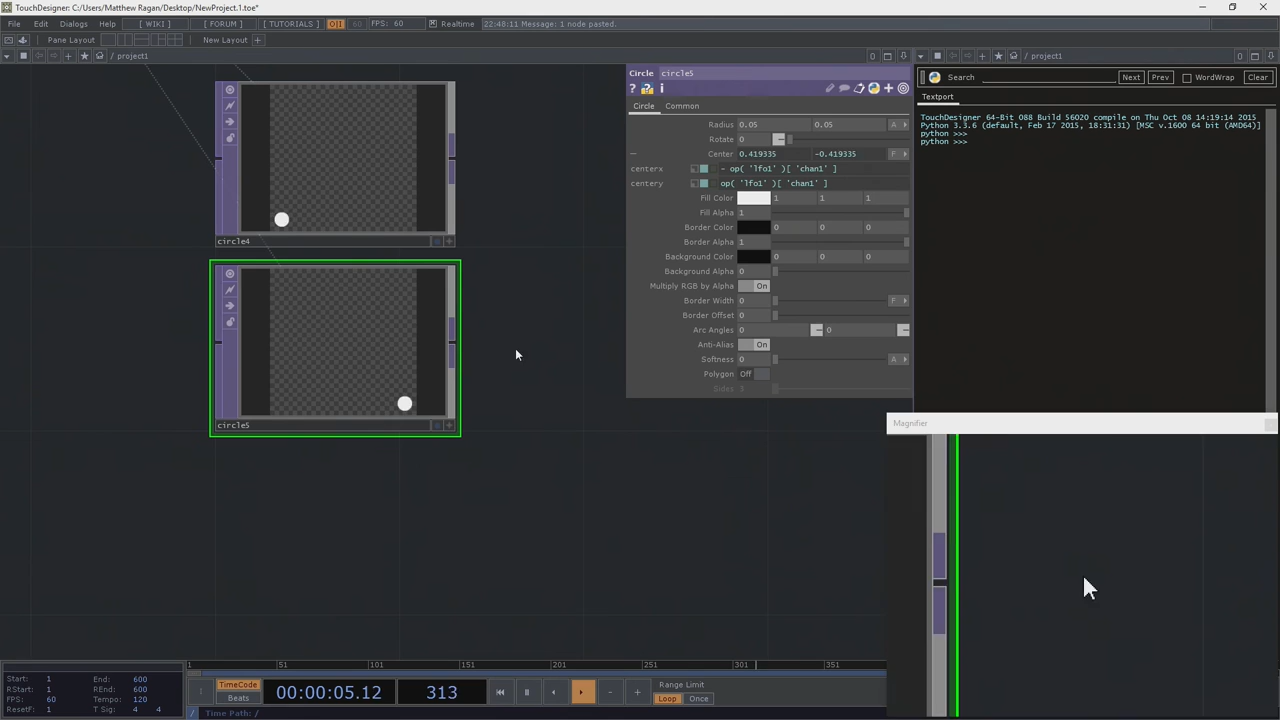 TouchDesigner: C:/Users/Matthew Ragan/Desktop/NewProject.1.toe*
File Edit Dialogs Help [ WIKI ] [ FORUM ] [ TUTORIALS ] O|I 60 FPS: 60 Realtime 22:48:11 Message: 1 node pasted.
Pane Layout New Layout +
/ project1 0 / project1 0
Circle circle5
Search Next Prev WordWrap Clear
Textport
Circle Common
TouchDesigner 64-Bit 088 Build 56020 compile on Thu Oct 08 14:19:14 2015
Python 3.3.6 (default, Feb 17 2015, 18:31:31) [MSC v.1600 64 bit (AMD64)]
python >>>
python >>>
Radius 0.05 0.05 A
Rotate 0
Center 0.419335 -0.419335 F
centerx - op( 'lfo1' )[ 'chan1' ]
centery op( 'lfo1' )[ 'chan1' ]
Fill Color 1 1 1
Fill Alpha 1
Border Color 0 0 0
Border Alpha 1
Background Color 0 0 0
Background Alpha 0
Multiply RGB by Alpha On
Border Width 0 F
Border Offset 0
Arc Angles 0 0
Anti-Alias On
Softness 0 A
Polygon Off
Sides 3
circle4
circle5
Magnifier
1 51 101 151 201 251 301 351
Start: 1 End: 600
RStart: 1 REnd: 600
FPS: 60 Tempo: 120
ResetF: 1 T Sig: 4 4
TimeCode
Beats
00:00:05.12 313
Range Limit
Loop Once
/ Time Path: /